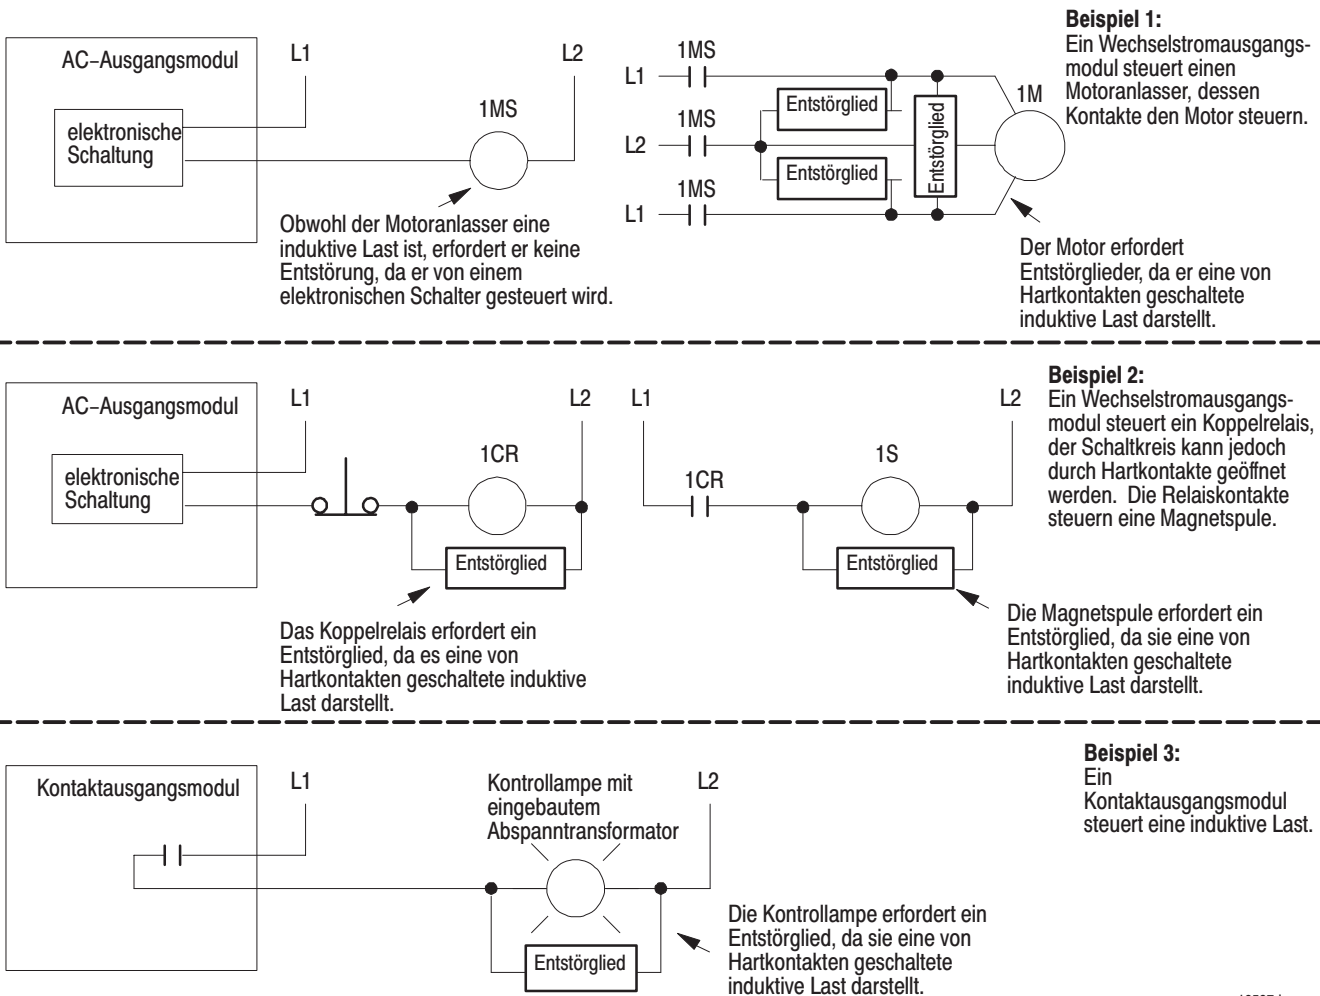 Beispiel 1:
Ein Wechselstromausgangs-
modul steuert einen
Motoranlasser, dessen
Kontakte den Motor steuern.
AC–Ausgangsmodul
L1
L2
elektronische
Schaltung
1MS
Obwohl der Motoranlasser eine
induktive Last ist, erfordert er keine
Entstörung, da er von einem
elektronischen Schalter gesteuert wird.
1MS
L1
Entstörglied
1MS
L2
Entstörglied
1MS
L1
Entstörglied
1M
Der Motor erfordert
Entstörglieder, da er eine von
Hartkontakten geschaltete
induktive Last darstellt.
Beispiel 2:
Ein Wechselstromausgangs-
modul steuert ein Koppelrelais,
der Schaltkreis kann jedoch
durch Hartkontakte geöffnet
werden. Die Relaiskontakte
steuern eine Magnetspule.
AC–Ausgangsmodul
L1
L2
elektronische
Schaltung
1CR
Entstörglied
Das Koppelrelais erfordert ein
Entstörglied, da es eine von
Hartkontakten geschaltete induktive
Last darstellt.
L1
L2
1CR
1S
Entstörglied
Die Magnetspule erfordert ein
Entstörglied, da sie eine von
Hartkontakten geschaltete
induktive Last darstellt.
Beispiel 3:
Ein
Kontaktausgangsmodul
steuert eine induktive Last.
Kontaktausgangsmodul
L1
Kontrollampe mit
eingebautem
Abspanntransformator
L2
Entstörglied
Die Kontrollampe erfordert ein
Entstörglied, da sie eine von
Hartkontakten geschaltete
induktive Last darstellt.